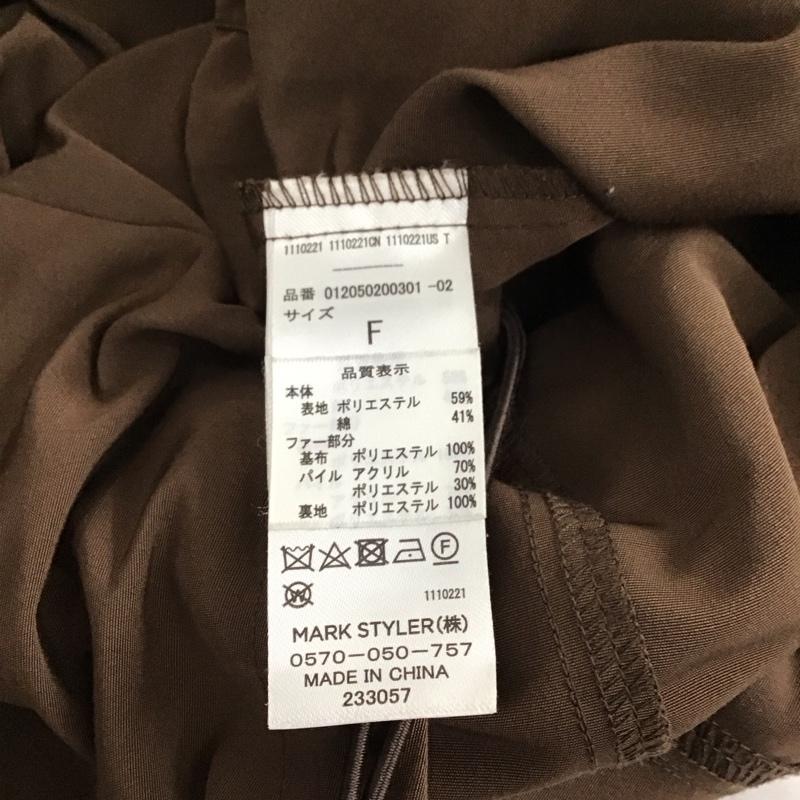 1110221 1110221CN 1110221US T
品番 012050200301 -02
サイズ
F
品質表示
本体
表地 ポリエステル 59%
綿 41%
ファー部分
基布 ポリエステル 100%
パイル アクリル 70%
ポリエステル 30%
裏地 ポリエステル 100%
F
W
1110221
MARK STYLER(株)
0570-050-757
MADE IN CHINA
233057